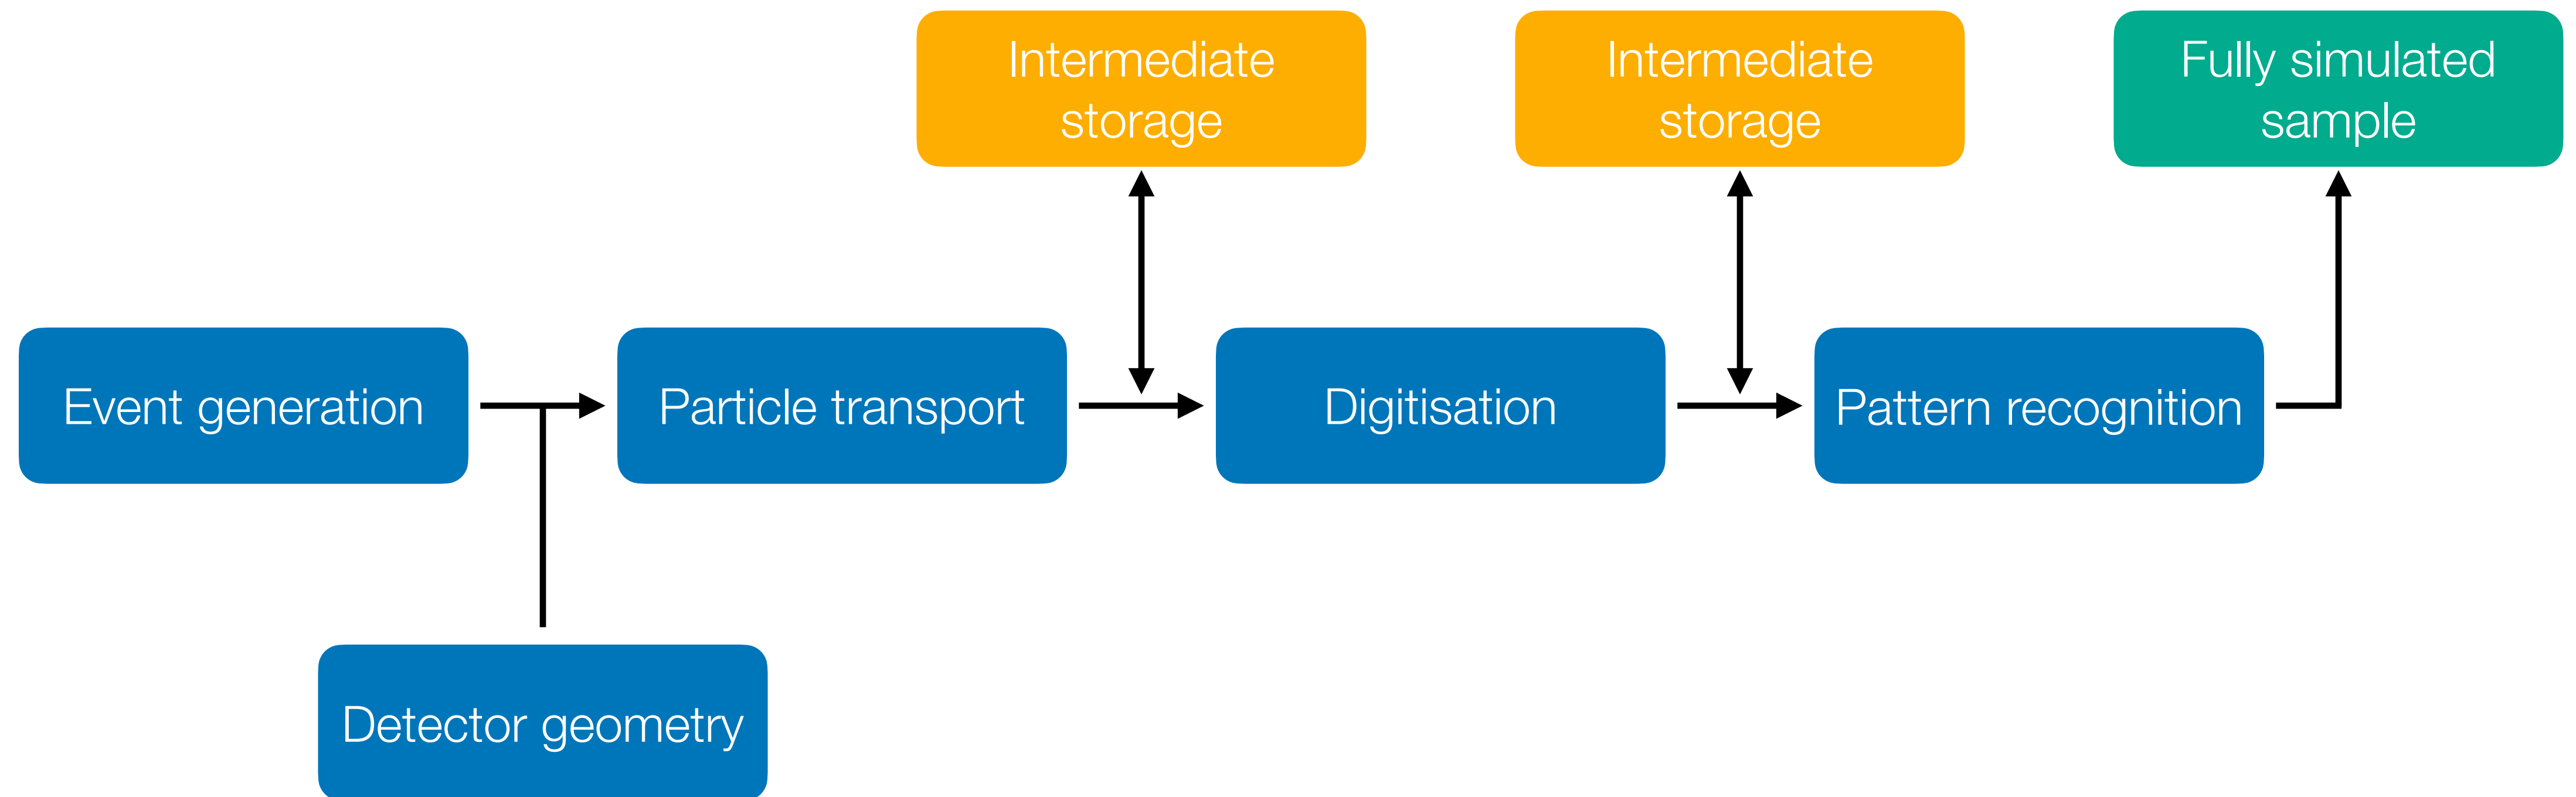 Intermediate
storage
Intermediate
storage
Fully simulated
sample
Event generation
Particle transport
Digitisation
Pattern recognition
Detector geometry